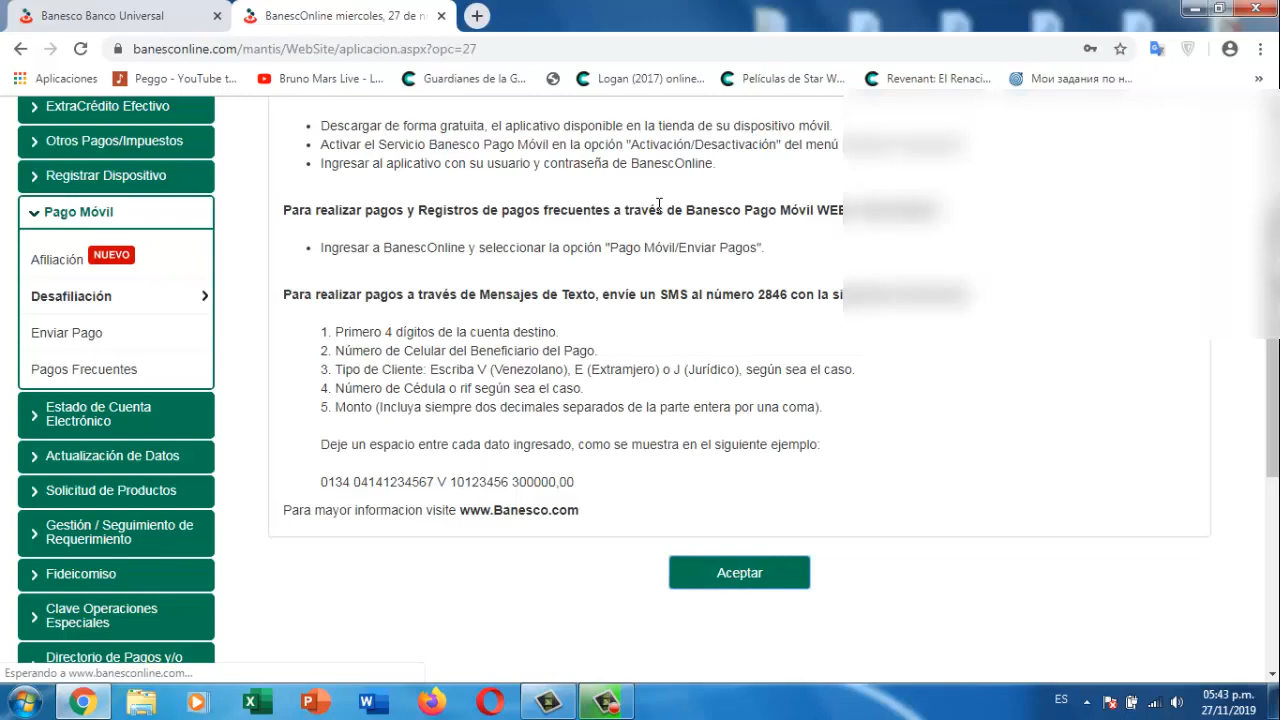 Banesco Banco Universal
BanescOnline miercoles, 27 de n
banesconline.com/mantis/WebSite/aplicacion.aspx?opc=27
Aplicaciones
Peggo - YouTube t...
Bruno Mars Live - L...
Guardianes de la G...
Logan (2017) online...
Películas de Star W...
Revenant: El Renaci...
Мои задания по н...
»
ExtraCrédito Efectivo
Otros Pagos/Impuestos
Registrar Dispositivo
Pago Móvil
Afiliación NUEVO
Desafiliación
Enviar Pago
Pagos Frecuentes
Estado de Cuenta
Electrónico
Actualización de Datos
Solicitud de Productos
Gestión / Seguimiento de
Requerimiento
Fideicomiso
Clave Operaciones
Especiales
Directorio de Pagos y/o
• Descargar de forma gratuita, el aplicativo disponible en la tienda de su dispositivo móvil.
• Activar el Servicio Banesco Pago Móvil en la opción "Activación/Desactivación" del menú
• Ingresar al aplicativo con su usuario y contraseña de BanescOnline.
Para realizar pagos y Registros de pagos frecuentes a través de Banesco Pago Móvil WEB
• Ingresar a BanescOnline y seleccionar la opción "Pago Móvil/Enviar Pagos".
Para realizar pagos a través de Mensajes de Texto, envíe un SMS al número 2846 con la si
1. Primero 4 dígitos de la cuenta destino.
2. Número de Celular del Beneficiario del Pago.
3. Tipo de Cliente: Escriba V (Venezolano), E (Extramjero) o J (Jurídico), según sea el caso.
4. Número de Cédula o rif según sea el caso.
5. Monto (Incluya siempre dos decimales separados de la parte entera por una coma).
Deje un espacio entre cada dato ingresado, como se muestra en el siguiente ejemplo:
0134 04141234567 V 10123456 300000,00
Para mayor informacion visite www.Banesco.com
Aceptar
Esperando a www.banesconline.com...
ES
05:43 p.m.
27/11/2019